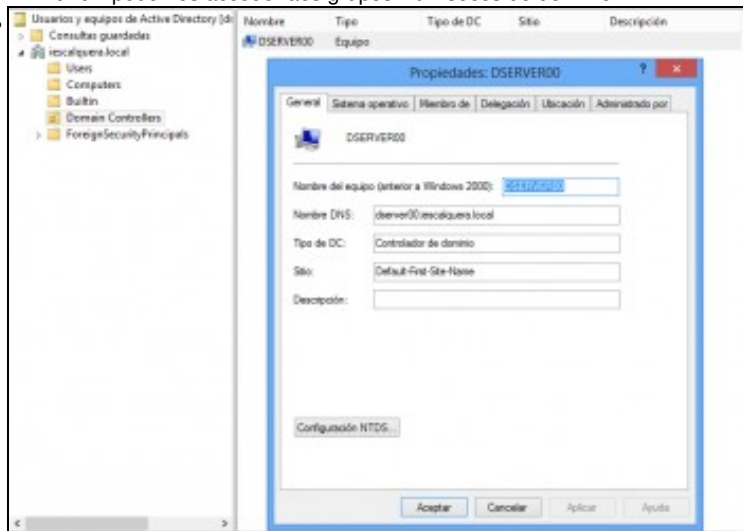 Usuarios y equipos de Active Directory [ds
Consultas guardadas
iescalquera.local
Users
Computers
Builtin
Domain Controllers
ForeignSecurityPrincipals
Nombre Tipo Tipo de DC Sitio Descripción
DSERVER00 Equipo
Propiedades: DSERVER00
General Sistema operativo Miembro de Delegación Ubicación Administrado por
DSERVER00
Nombre del equipo (anterior a Windows 2000): DSERVER00
Nombre DNS: dserver00.iescalquera.local
Tipo de DC: Controlador de dominio
Sitio: Default-First-Site-Name
Descripción:
Configuración NTDS...
Aceptar Cancelar Aplicar Ayuda